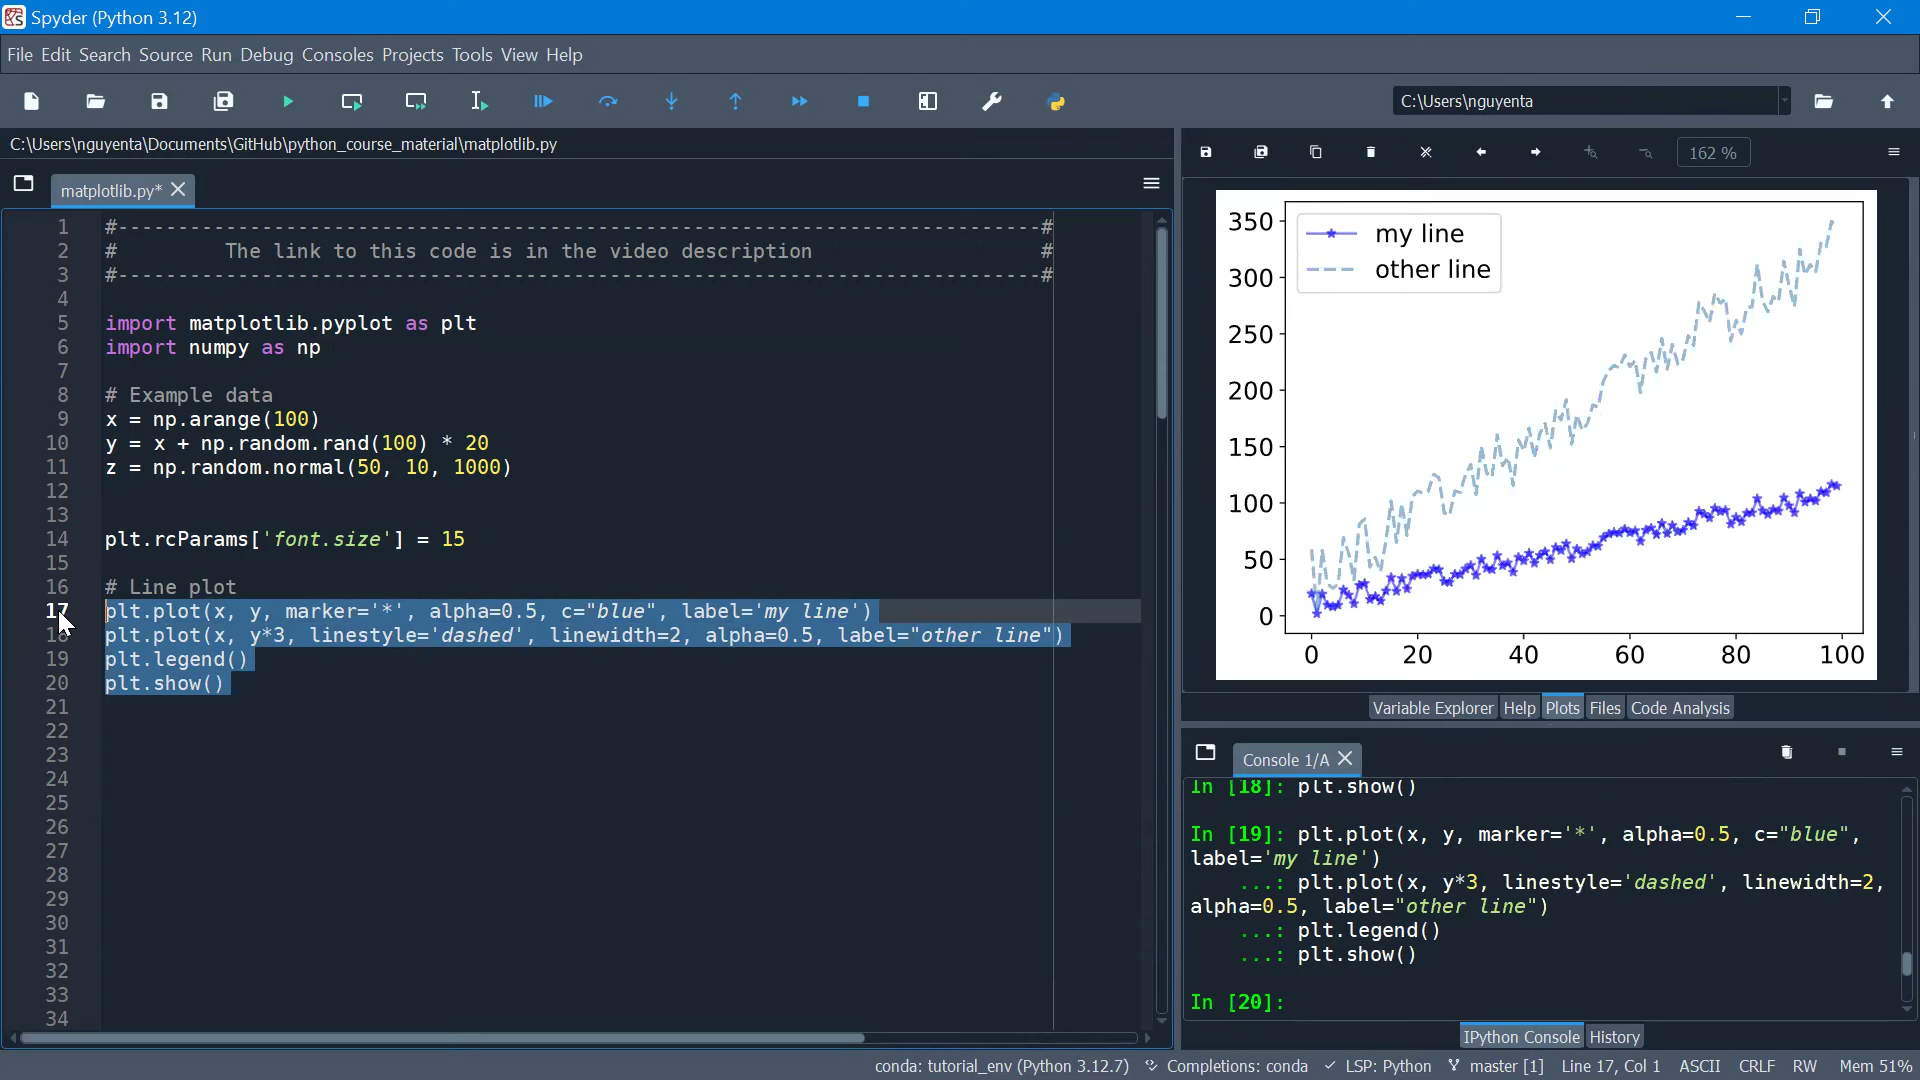 Spyder (Python 3.12)
File Edit Search Source Run Debug Consoles Projects Tools View Help
C:\Users\nguyenta
C:\Users\nguyenta\Documents\GitHub\python_course_material\matplotlib.py
matplotlib.py*
1 #-----------------------------------------------------------------------------#
2 # The link to this code is in the video description #
3 #-----------------------------------------------------------------------------#
4
5 import matplotlib.pyplot as plt
6 import numpy as np
7
8 # Example data
9 x = np.arange(100)
10 y = x + np.random.rand(100) * 20
11 z = np.random.normal(50, 10, 1000)
12
13
14 plt.rcParams['font.size'] = 15
15
16 # Line plot
17 plt.plot(x, y, marker='*', alpha=0.5, c="blue", label='my line')
18 plt.plot(x, y*3, linestyle='dashed', linewidth=2, alpha=0.5, label="other line")
19 plt.legend()
20 plt.show()
21
22
23
24
25
26
27
28
29
30
31
32
33
34
162 %
my line
other line
350
300
250
200
150
100
50
0
0 20 40 60 80 100
Variable Explorer Help Plots Files Code Analysis
Console 1/A
In [18]: plt.show()
In [19]: plt.plot(x, y, marker='*', alpha=0.5, c="blue",
label='my line')
...: plt.plot(x, y*3, linestyle='dashed', linewidth=2,
alpha=0.5, label="other line")
...: plt.legend()
...: plt.show()
In [20]:
IPython Console History
conda: tutorial_env (Python 3.12.7) Completions: conda LSP: Python master [1] Line 17, Col 1 ASCII CRLF RW Mem 51%